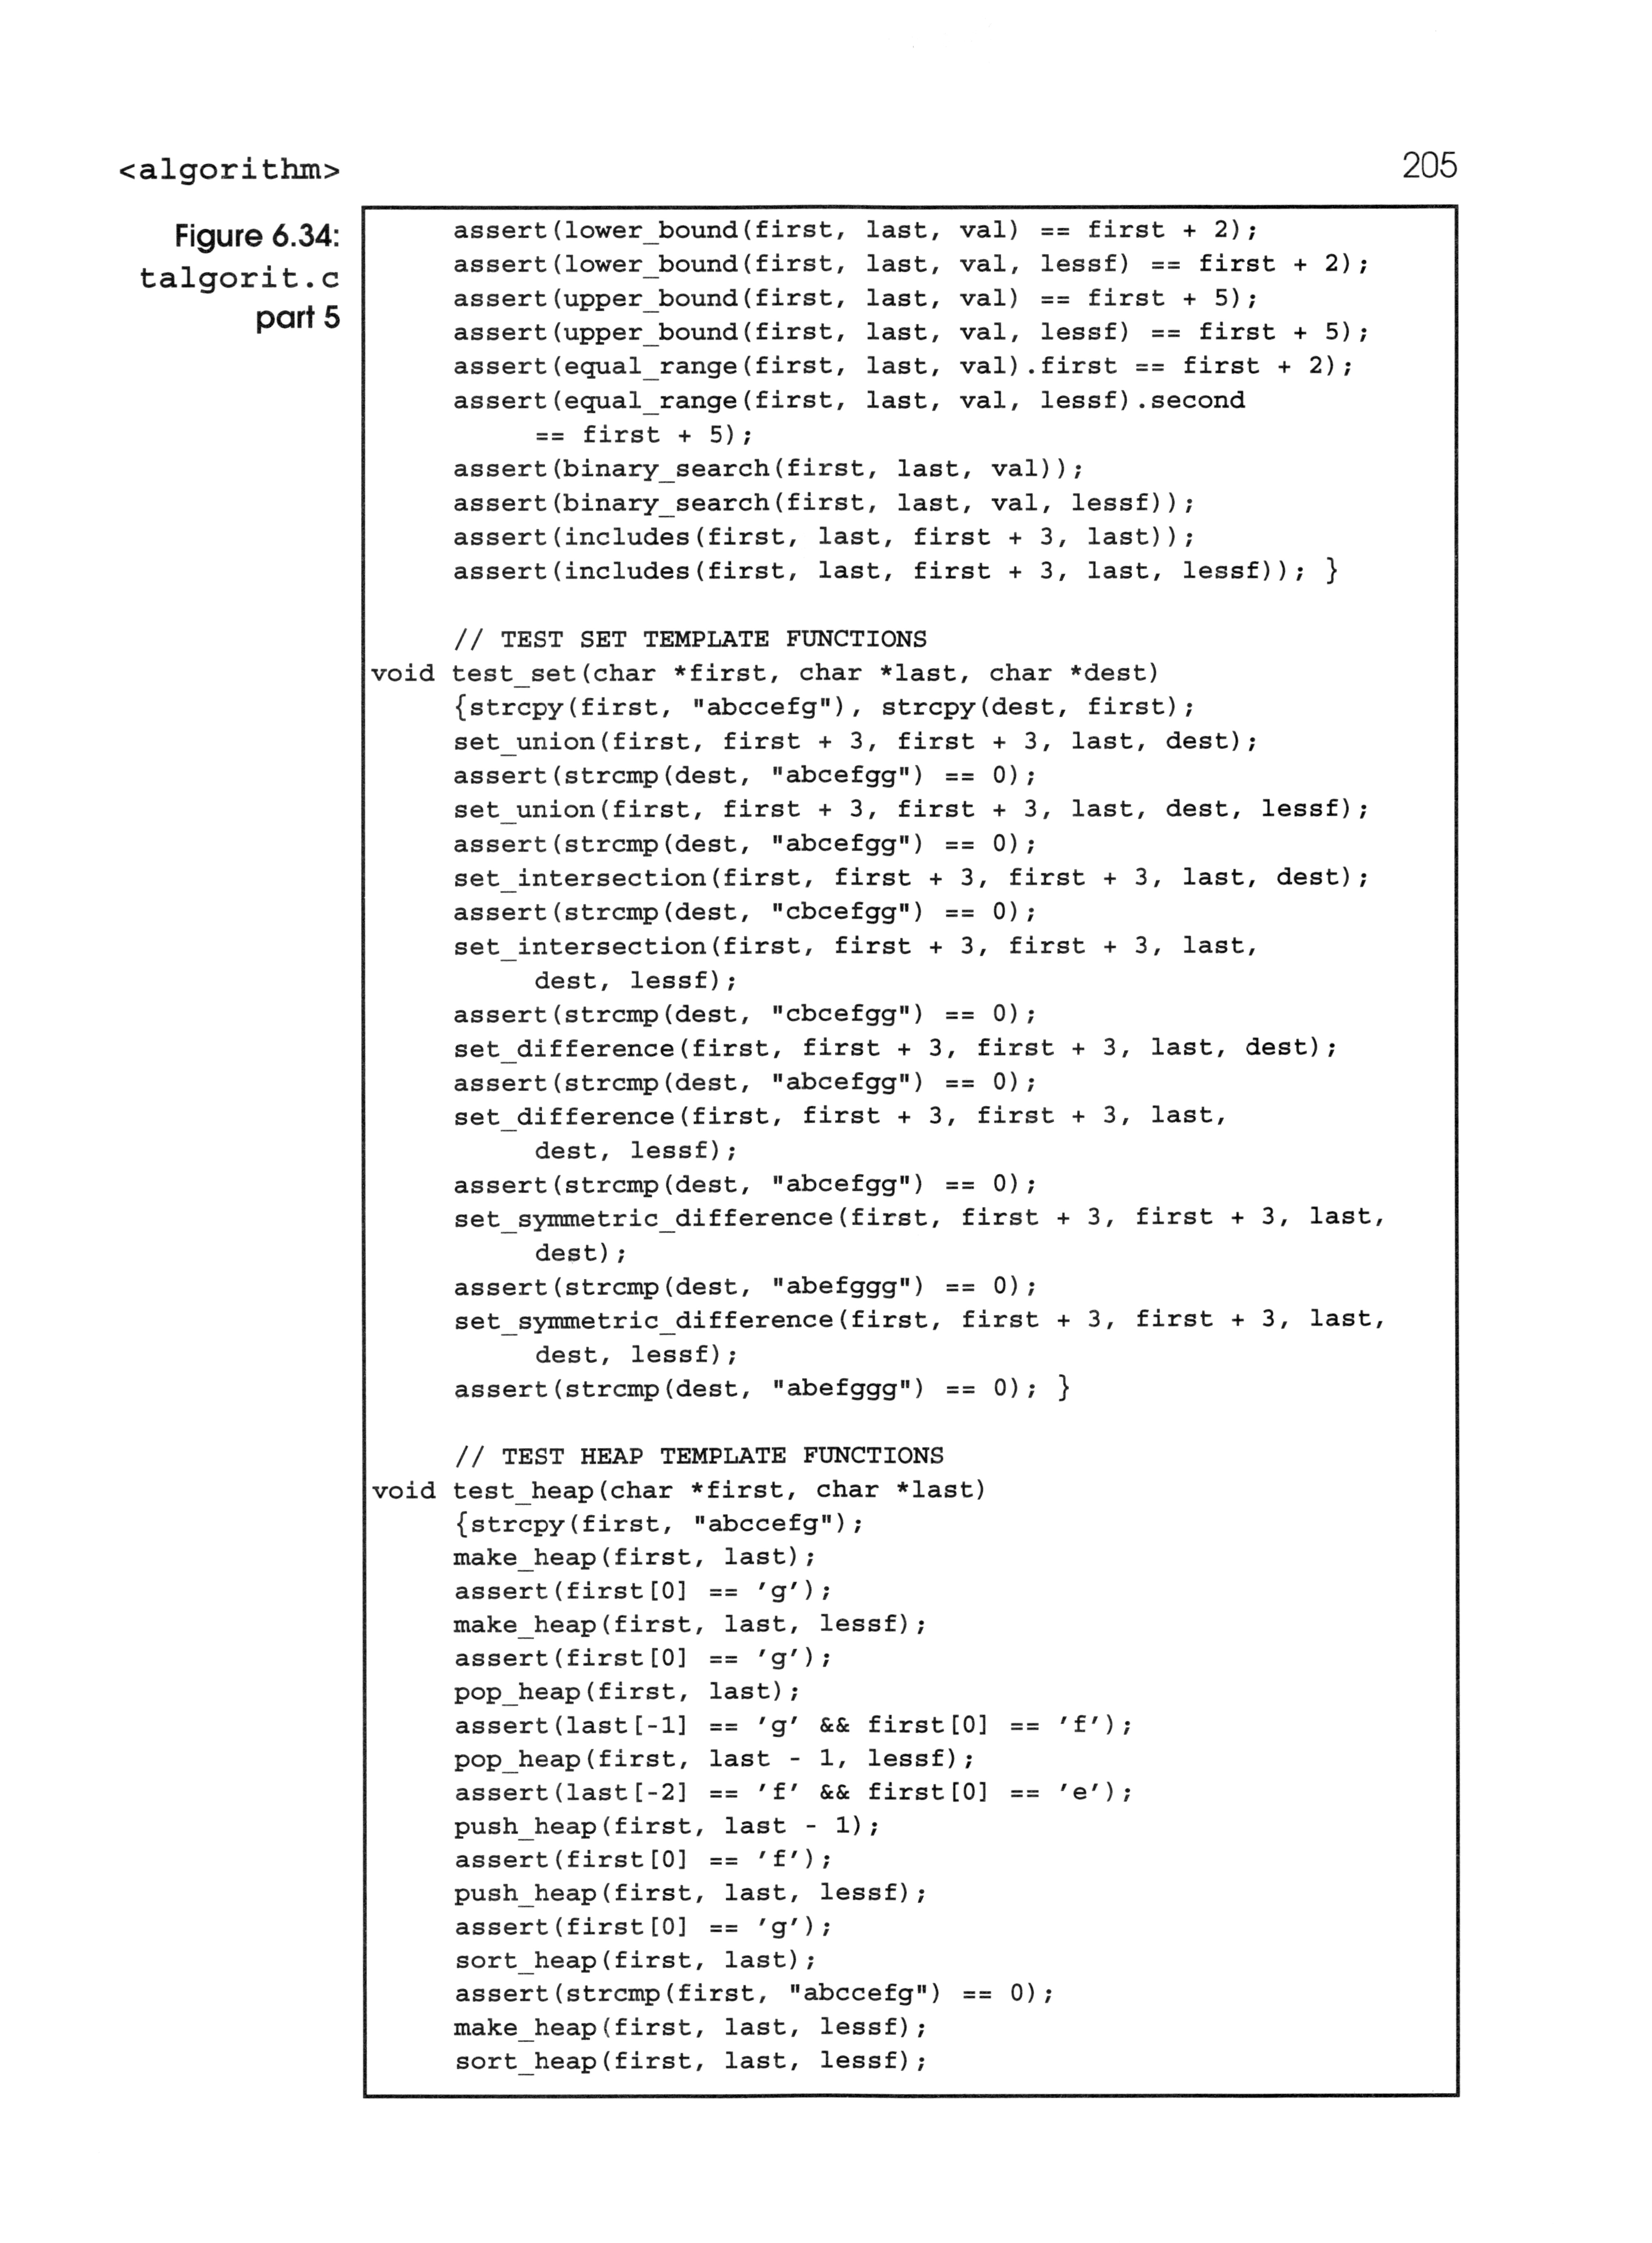 <algorithm>
205
Figure 6.34:
talgorit.c
part 5
assert(lower_bound(first, last, val) == first + 2);
assert(lower_bound(first, last, val, lessf) == first + 2);
assert(upper_bound(first, last, val) == first + 5);
assert(upper_bound(first, last, val, lessf) == first + 5);
assert(equal_range(first, last, val).first == first + 2);
assert(equal_range(first, last, val, lessf).second
== first + 5);
assert(binary_search(first, last, val));
assert(binary_search(first, last, val, lessf));
assert(includes(first, last, first + 3, last));
assert(includes(first, last, first + 3, last, lessf)); }
// TEST SET TEMPLATE FUNCTIONS
void test_set(char *first, char *last, char *dest)
{strcpy(first, "abccefg"), strcpy(dest, first);
set_union(first, first + 3, first + 3, last, dest);
assert(strcmp(dest, "abcefgg") == 0);
set_union(first, first + 3, first + 3, last, dest, lessf);
assert(strcmp(dest, "abcefgg") == 0);
set_intersection(first, first + 3, first + 3, last, dest);
assert(strcmp(dest, "cbcefgg") == 0);
set_intersection(first, first + 3, first + 3, last,
dest, lessf);
assert(strcmp(dest, "cbcefgg") == 0);
set_difference(first, first + 3, first + 3, last, dest);
assert(strcmp(dest, "abcefgg") == 0);
set_difference(first, first + 3, first + 3, last,
dest, lessf);
assert(strcmp(dest, "abcefgg") == 0);
set_symmetric_difference(first, first + 3, first + 3, last,
dest);
assert(strcmp(dest, "abefggg") == 0);
set_symmetric_difference(first, first + 3, first + 3, last,
dest, lessf);
assert(strcmp(dest, "abefggg") == 0); }
// TEST HEAP TEMPLATE FUNCTIONS
void test_heap(char *first, char *last)
{strcpy(first, "abccefg");
make_heap(first, last);
assert(first[0] == 'g');
make_heap(first, last, lessf);
assert(first[0] == 'g');
pop_heap(first, last);
assert(last[-1] == 'g' && first[0] == 'f');
pop_heap(first, last - 1, lessf);
assert(last[-2] == 'f' && first[0] == 'e');
push_heap(first, last - 1);
assert(first[0] == 'f');
push_heap(first, last, lessf);
assert(first[0] == 'g');
sort_heap(first, last);
assert(strcmp(first, "abccefg") == 0);
make_heap(first, last, lessf);
sort_heap(first, last, lessf);